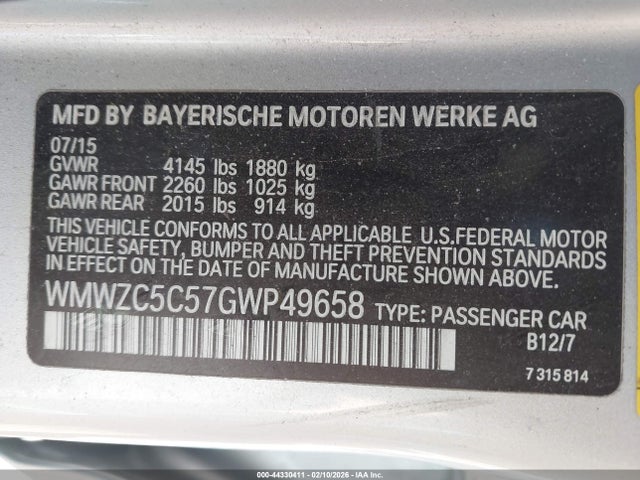 MFD BY BAYERISCHE MOTOREN WERKE AG
07/15
GVWR 4145 lbs 1880 kg
GAWR FRONT 2260 lbs 1025 kg
GAWR REAR 2015 lbs 914 kg
THIS VEHICLE CONFORMS TO ALL APPLICABLE U.S.FEDERAL MOTOR
VEHICLE SAFETY, BUMPER AND THEFT PREVENTION STANDARDS
IN EFFECT ON THE DATE OF MANUFACTURE SHOWN ABOVE.
WMWZC5C57GWP49658 TYPE: PASSENGER CAR
B12/7
7 315 814
000-44330411 - 02/10/2026 - IAAI.COM